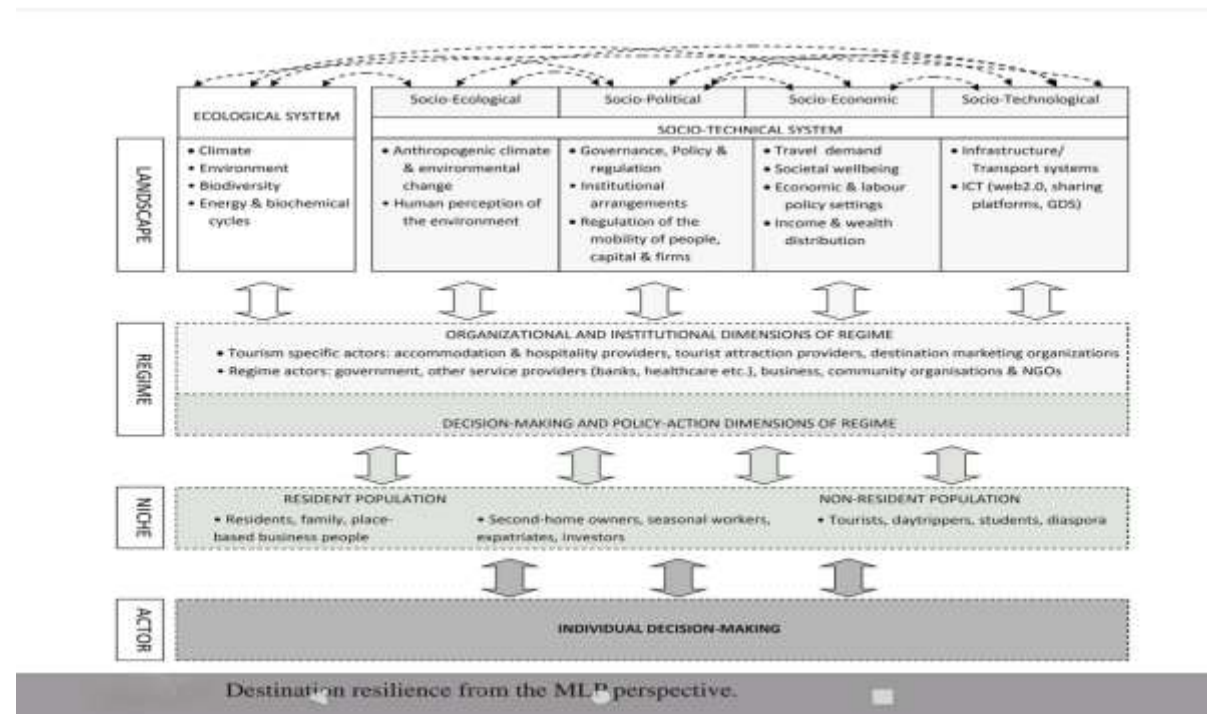 Socio-Ecological
Socio-Political
Socio-Economic
Socio-Technological
ECOLOGICAL SYSTEM
SOCIO-TECHNICAL SYSTEM
LANDSCAPE
• Climate
• Environment
• Biodiversity
• Energy & biochemical
cycles
• Anthropogenic climate
& environmental
change
• Human perception of
the environment
• Governance, Policy &
regulation
• Institutional
arrangements
• Regulation of the
mobility of people,
capital & firms
• Travel demand
• Societal wellbeing
• Economic & labour
policy settings
• Income & wealth
distribution
• Infrastructure/
Transport systems
• ICT (web2.0, sharing
platforms, GDS)
REGIME
ORGANIZATIONAL AND INSTITUTIONAL DIMENSIONS OF REGIME
• Tourism specific actors: accommodation & hospitality providers, tourist attraction providers, destination marketing organizations
• Regime actors: government, other service providers (banks, healthcare etc.), business, community organisations & NGOs
DECISION-MAKING AND POLICY-ACTION DIMENSIONS OF REGIME
NICHE
RESIDENT POPULATION
NON-RESIDENT POPULATION
• Residents, family, place-
based business people
• Second-home owners, seasonal workers,
expatriates, investors
• Tourists, daytrippers, students, diaspora
ACTOR
INDIVIDUAL DECISION-MAKING
Destination resilience from the MLP perspective.